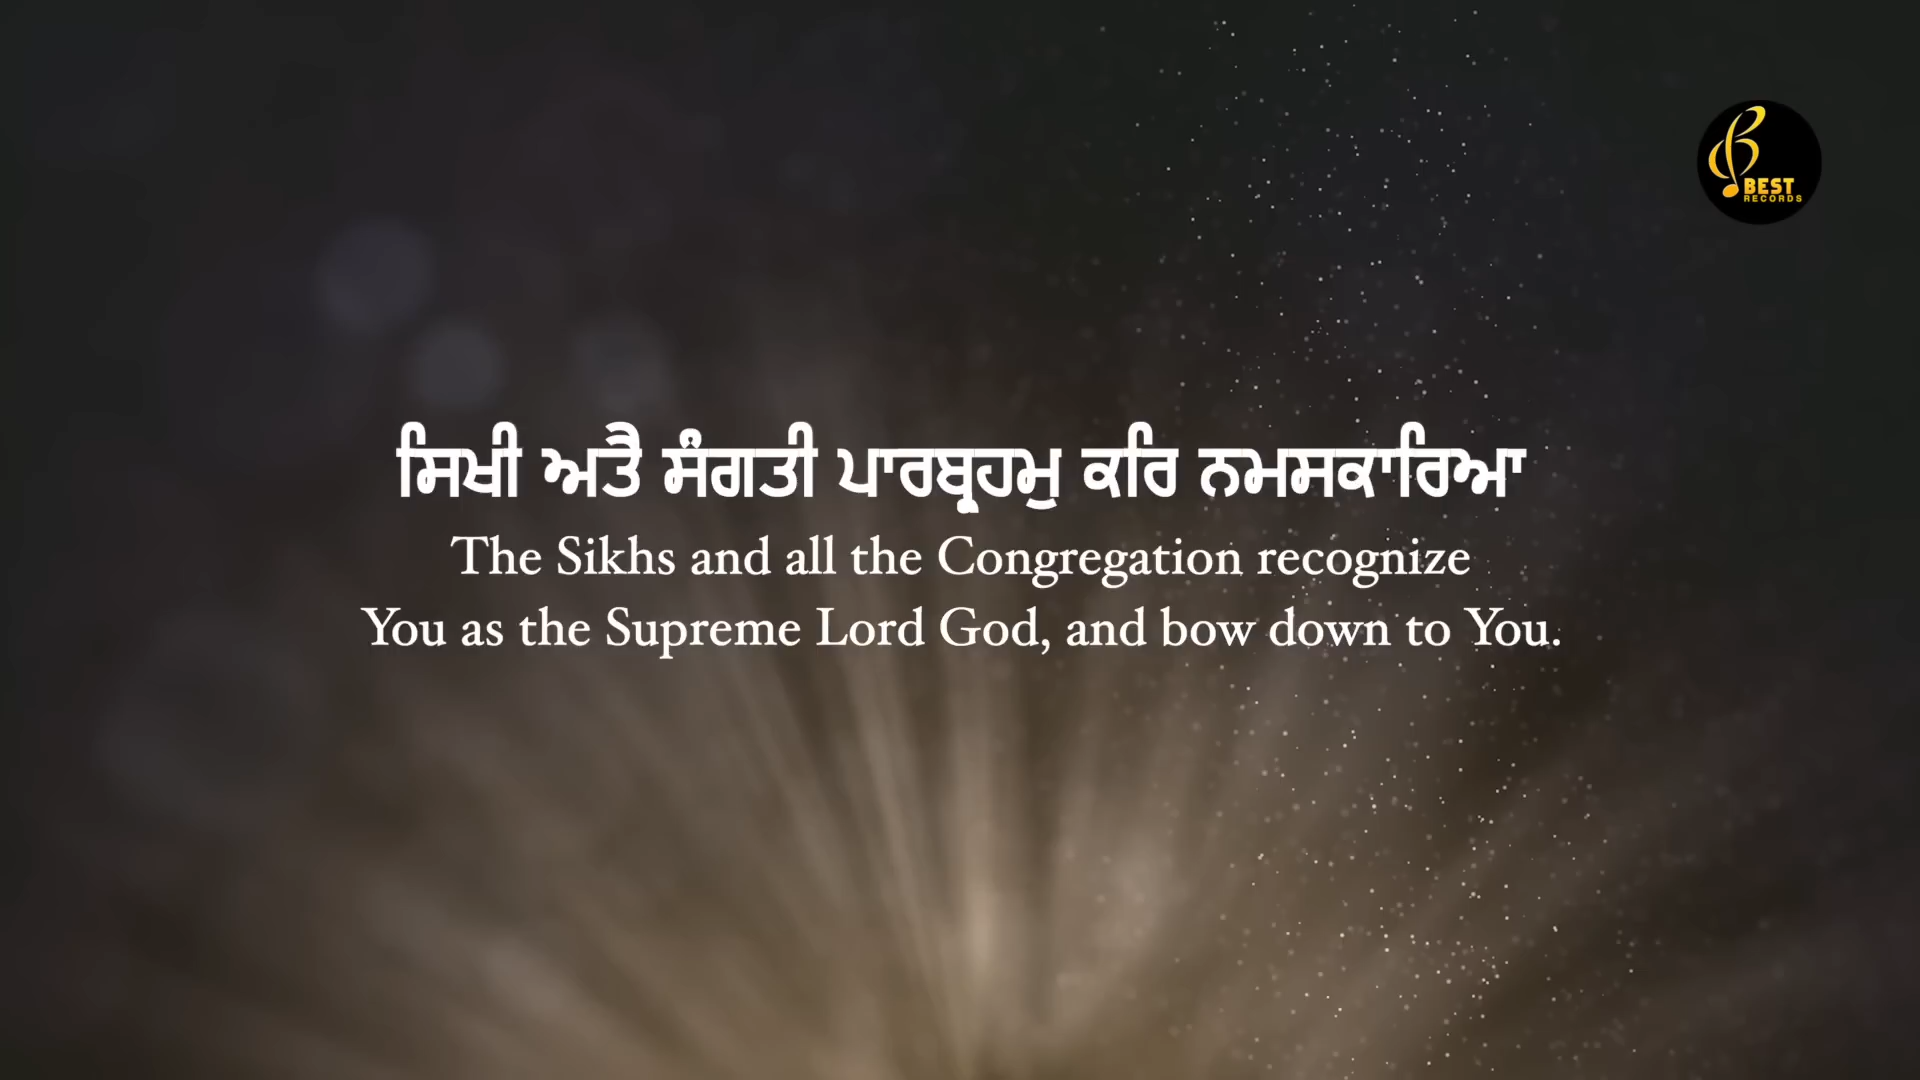 BEST
RECORDS
ਸਿਖੀ ਅਤੈ ਸੰਗਤੀ ਪਾਰਬ੍ਰਹਮੁ ਕਰਿ ਨਮਸਕਾਰਿਆ
The Sikhs and all the Congregation recognize
You as the Supreme Lord God, and bow down to You.